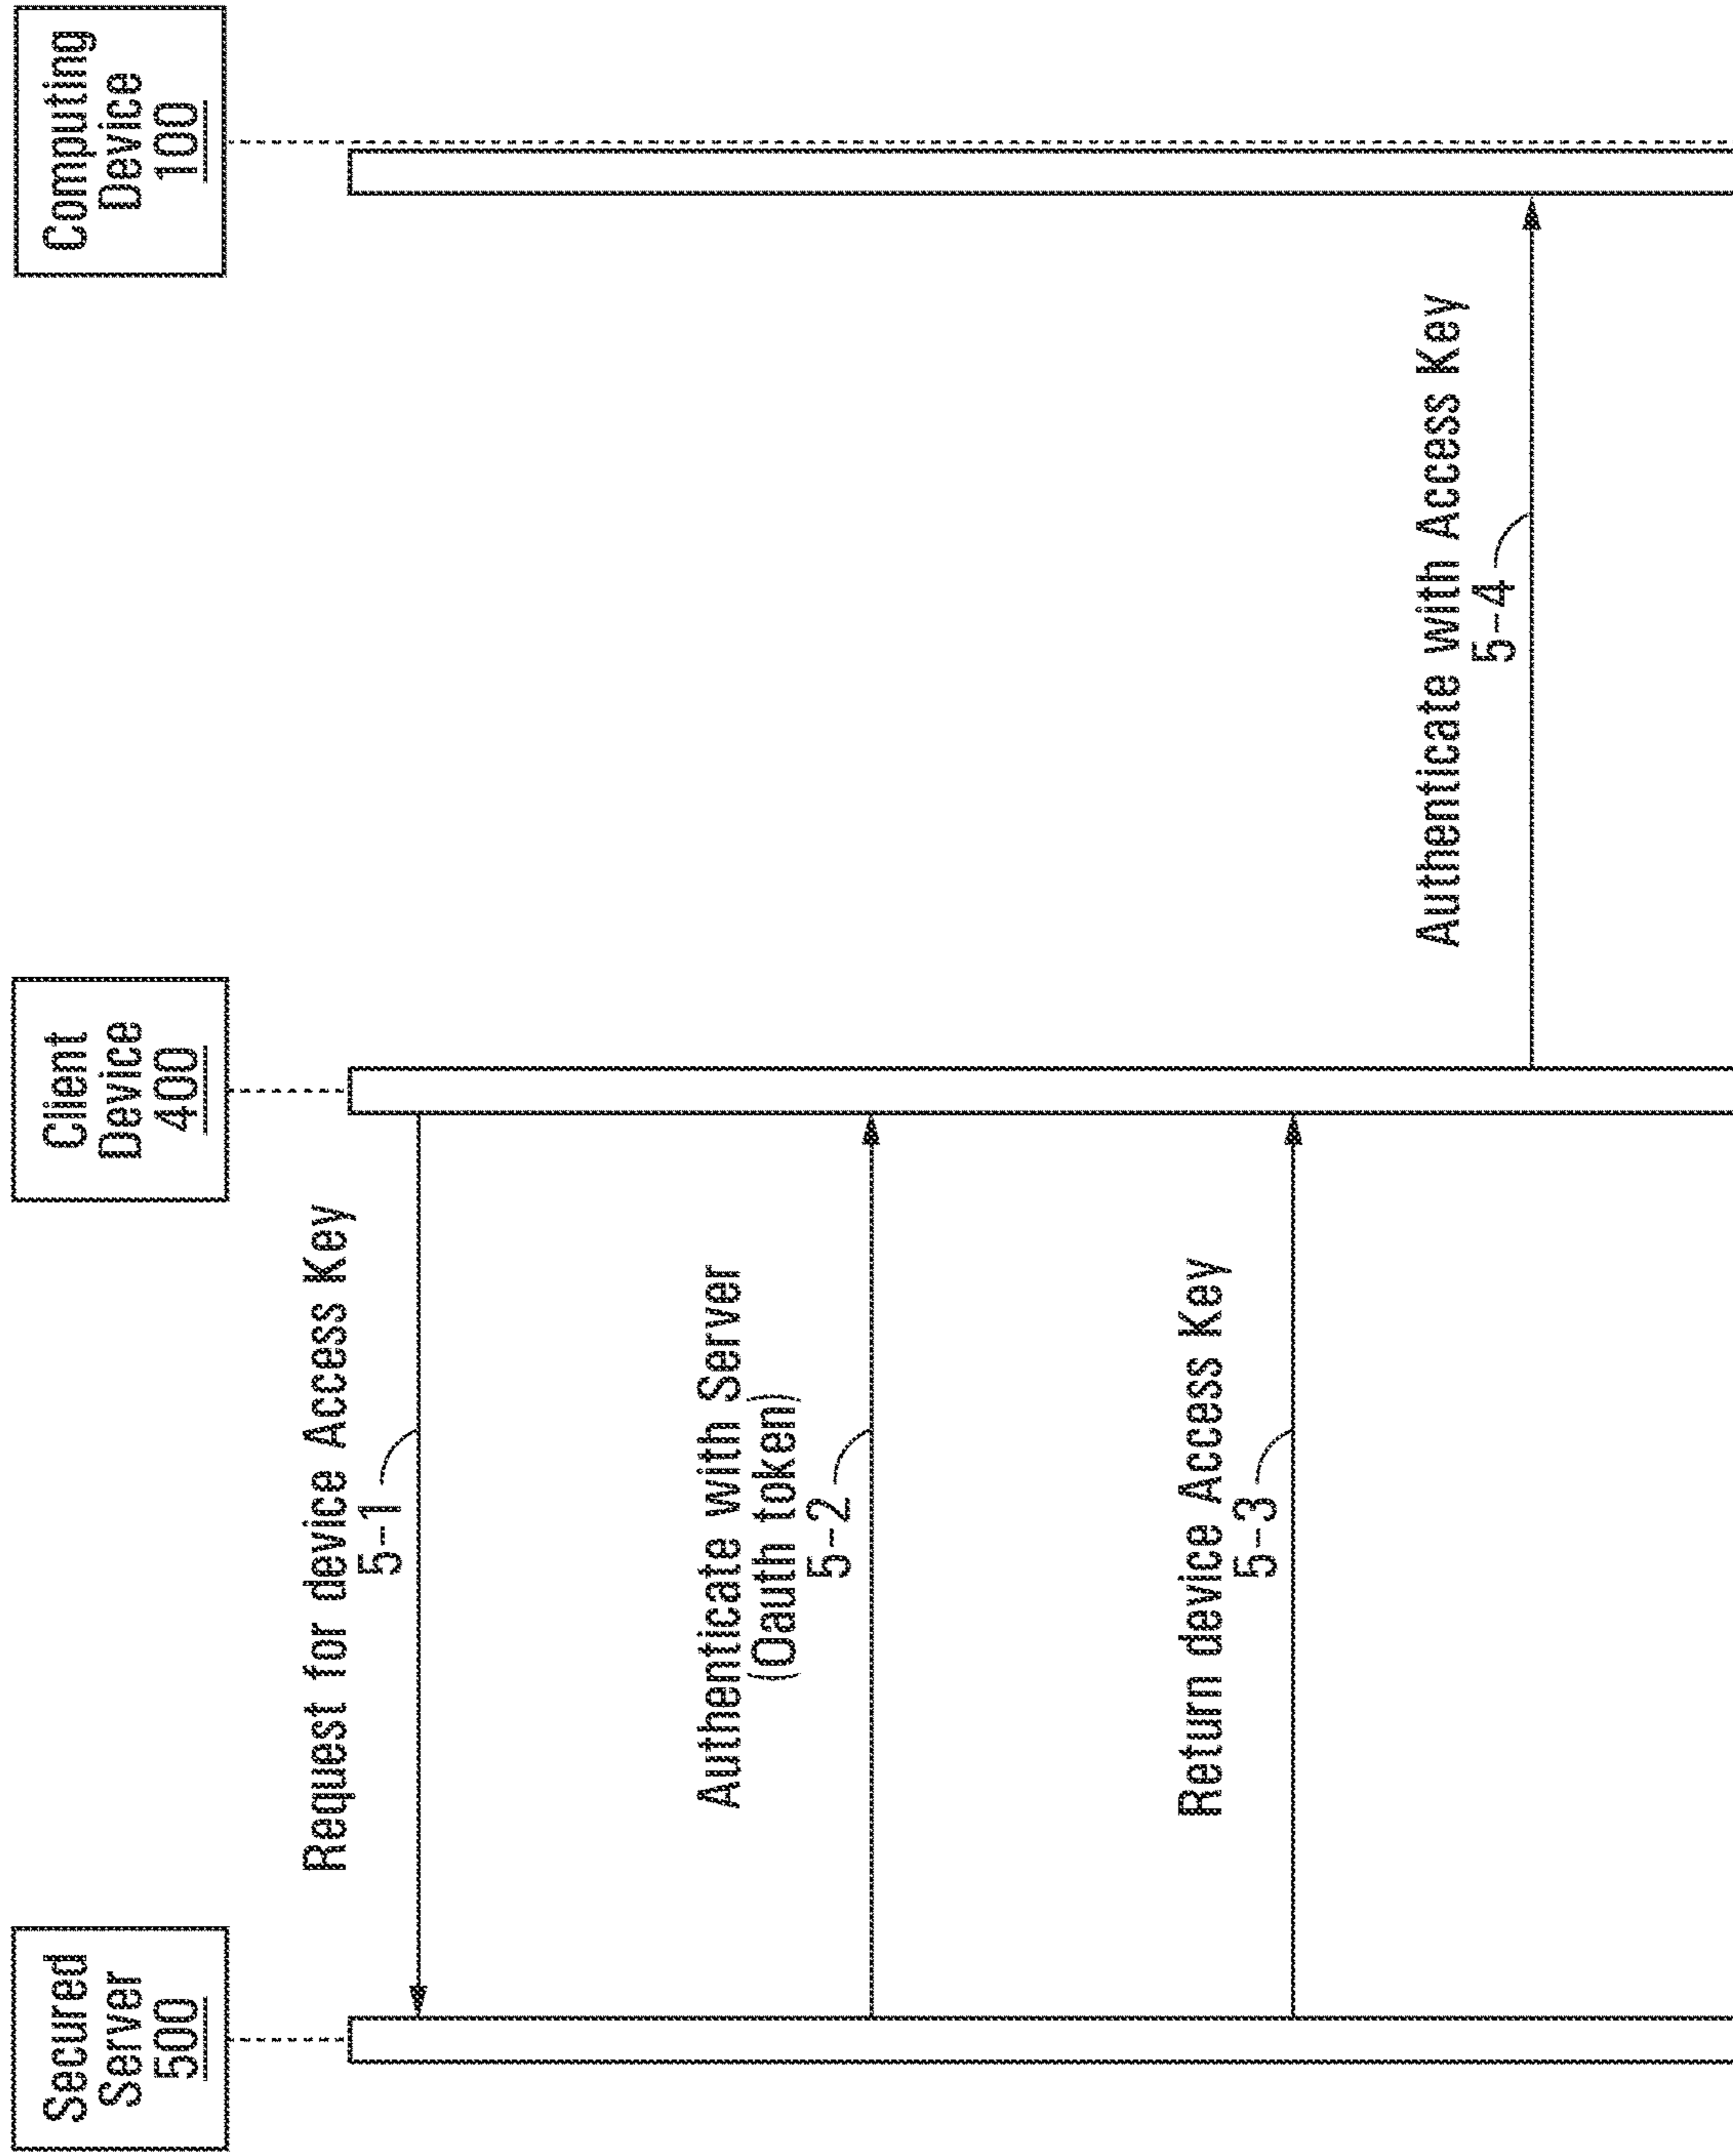 Secured
Server
500
Client
Device
400
Computing
Device
100
Request for device Access Key
5-1
Authenticate with Server
(Oauth token)
5-2
Return device Access Key
5-3
Authenticate with Access Key
5-4